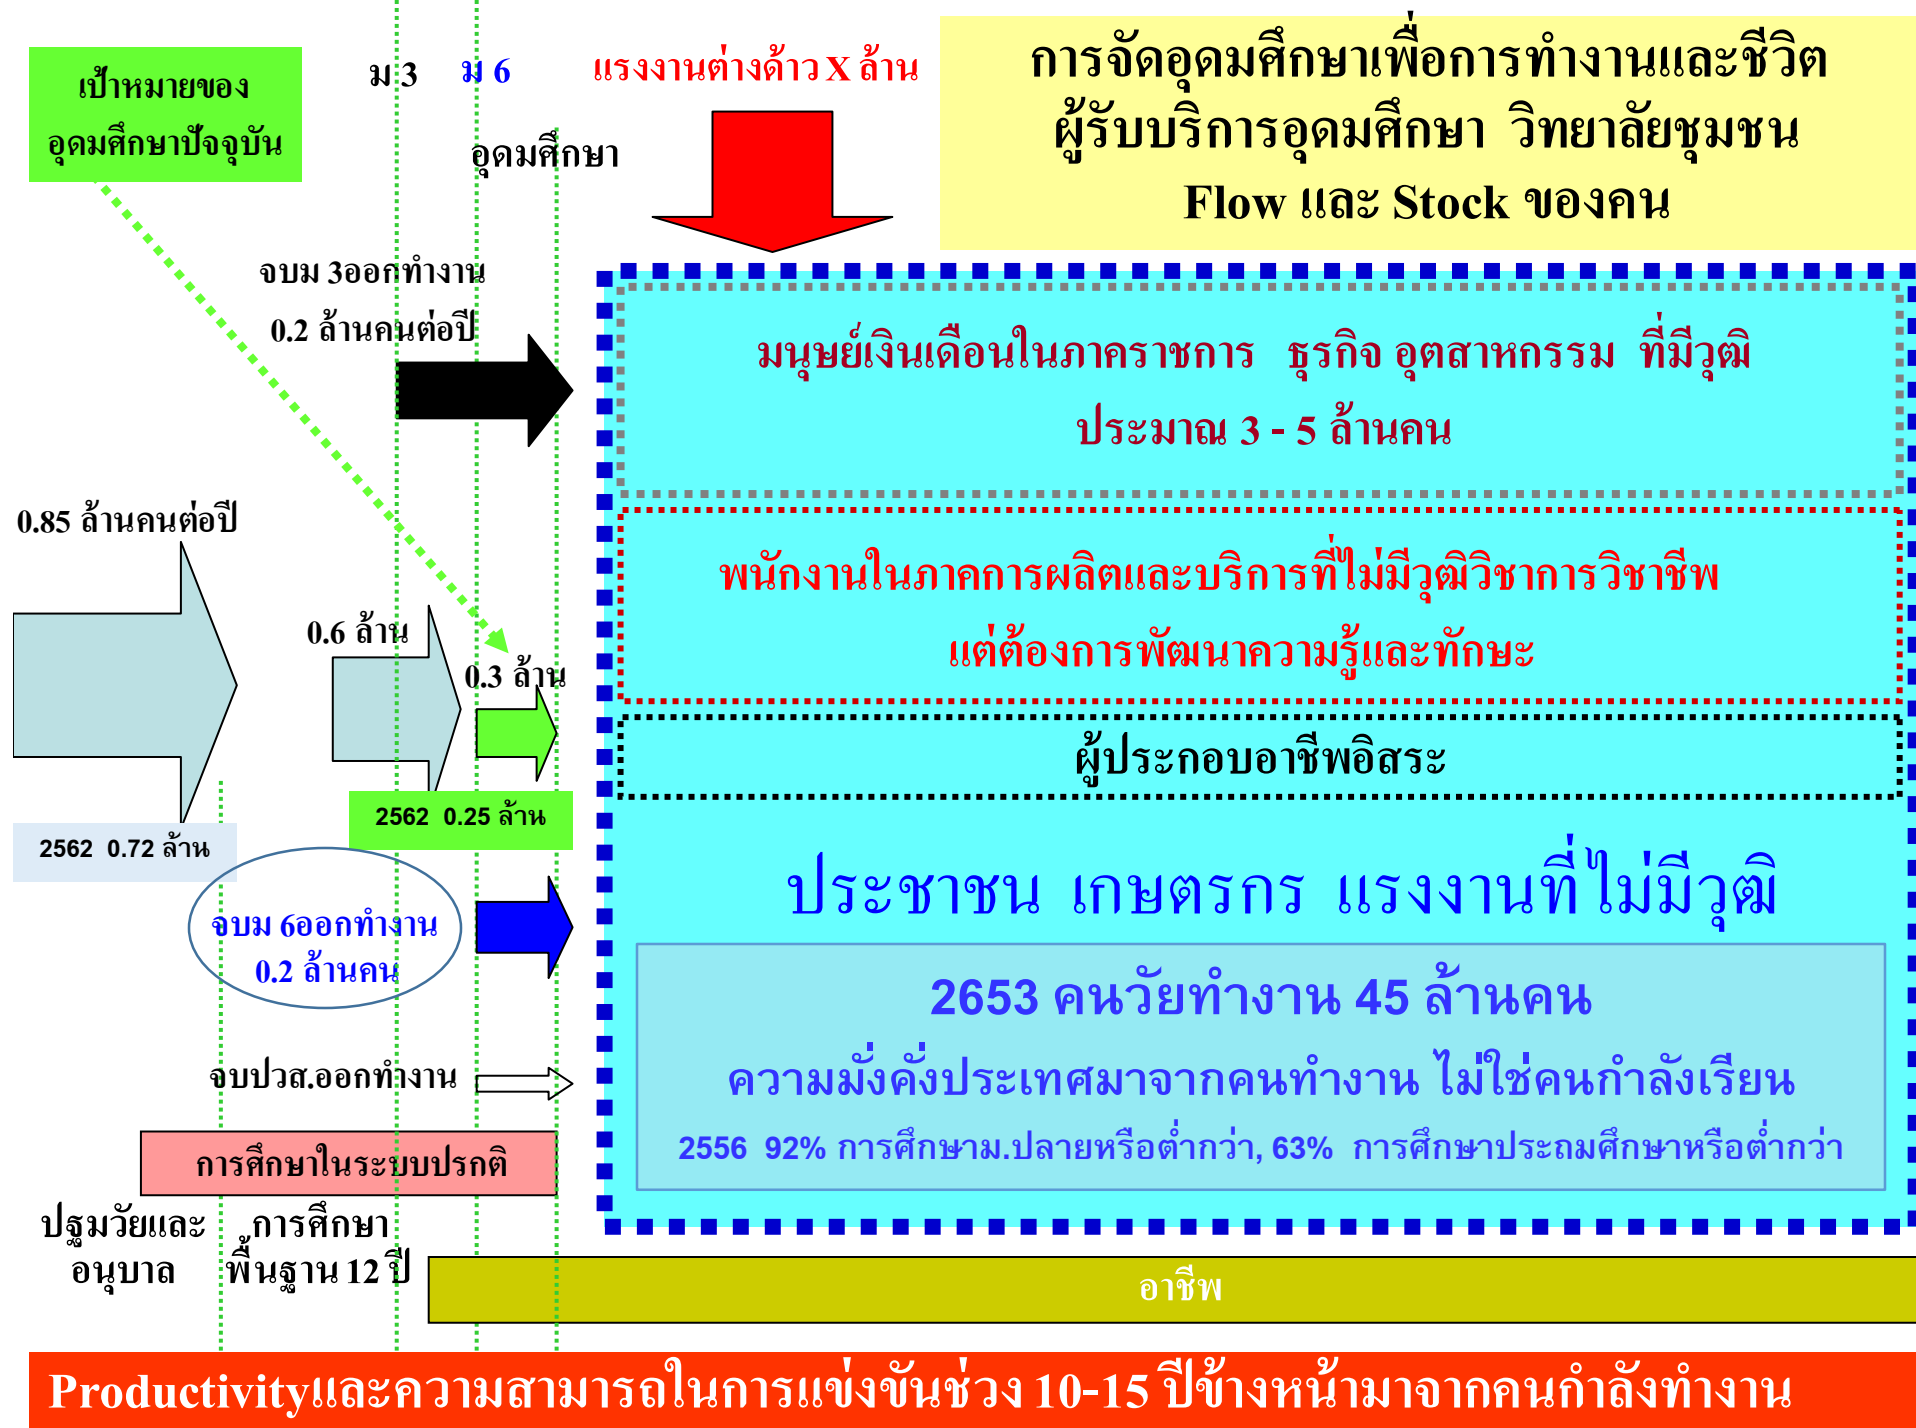 เป้าหมายของ
อุดมศึกษาปัจจุบัน
ม 3
ม 6
อุดมศึกษา
แรงงานต่างด้าว X ล้าน
การจัดอุดมศึกษาเพื่อการทำงานและชีวิต
ผู้รับบริการอุดมศึกษา วิทยาลัยชุมชน
Flow และ Stock ของคน
จบม 3ออกทำงาน
0.2 ล้านคนต่อปี
มนุษย์เงินเดือนในภาคราชการ ธุรกิจ อุตสาหกรรม ที่มีวุฒิ
ประมาณ 3 - 5 ล้านคน
0.85 ล้านคนต่อปี
0.6 ล้าน
0.3 ล้าน
พนักงานในภาคการผลิตและบริการที่ไม่มีวุฒิวิชาการวิชาชีพ
แต่ต้องการพัฒนาความรู้และทักษะ
ผู้ประกอบอาชีพอิสระ
2562 0.25 ล้าน
2562 0.72 ล้าน
ประชาชน เกษตรกร แรงงานที่ไม่มีวุฒิ
จบม 6ออกทำงาน
0.2 ล้านคน
2653 คนวัยทำงาน 45 ล้านคน
ความมั่งคั่งประเทศมาจากคนทำงาน ไม่ใช่คนกำลังเรียน
2556 92% การศึกษาม.ปลายหรือต่ำกว่า, 63% การศึกษาประถมศึกษาหรือต่ำกว่า
จบปวส.ออกทำงาน
การศึกษาในระบบปรกติ
ปฐมวัยและ
อนุบาล
การศึกษา
พื้นฐาน 12 ปี
อาชีพ
Productivityและความสามารถในการแข่งขันช่วง 10-15 ปีข้างหน้ามาจากคนกำลังทำงาน